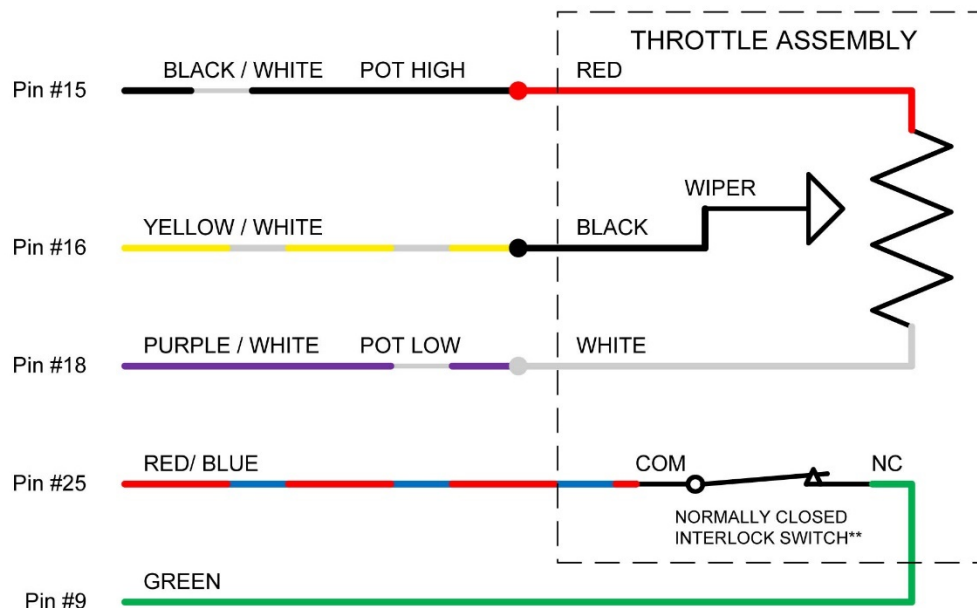 THROTTLE ASSEMBLY
Pin #15 BLACK / WHITE POT HIGH RED
WIPER
Pin #16 YELLOW / WHITE BLACK
Pin #18 PURPLE / WHITE POT LOW WHITE
Pin #25 RED/ BLUE COM NC
NORMALLY CLOSED
INTERLOCK SWITCH**
Pin #9 GREEN